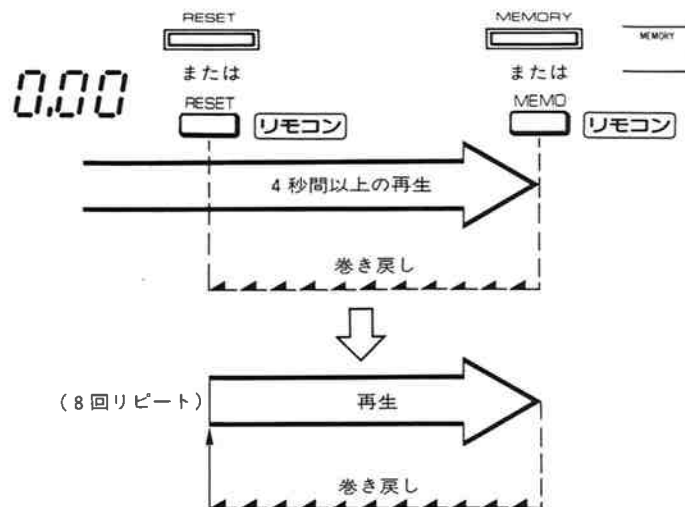 RESET
または
RESET リモコン
MEMORY
または
MEMO リモコン
MEMORY
0.00
4秒間以上の再生
巻き戻し
(8回リピート)
再生
巻き戻し